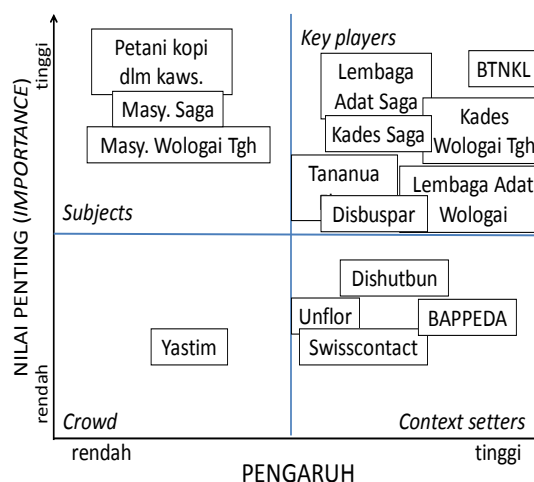 tinggi
NILAI PENTING (IMPORTANCE)
rendah
Petani kopi
dlm kaws.
Masy. Saga
Masy. Wologai Tgh
Subjects
Key players
Lembaga
Adat Saga
BTNKL
Kades Saga
Kades
Wologai Tgh
Tananua
Lembaga Adat
Wologai
Disbuspar
Dishutbun
Unflor
BAPPEDA
Swisscontact
Yastim
Crowd
Context setters
rendah
tinggi
PENGARUH